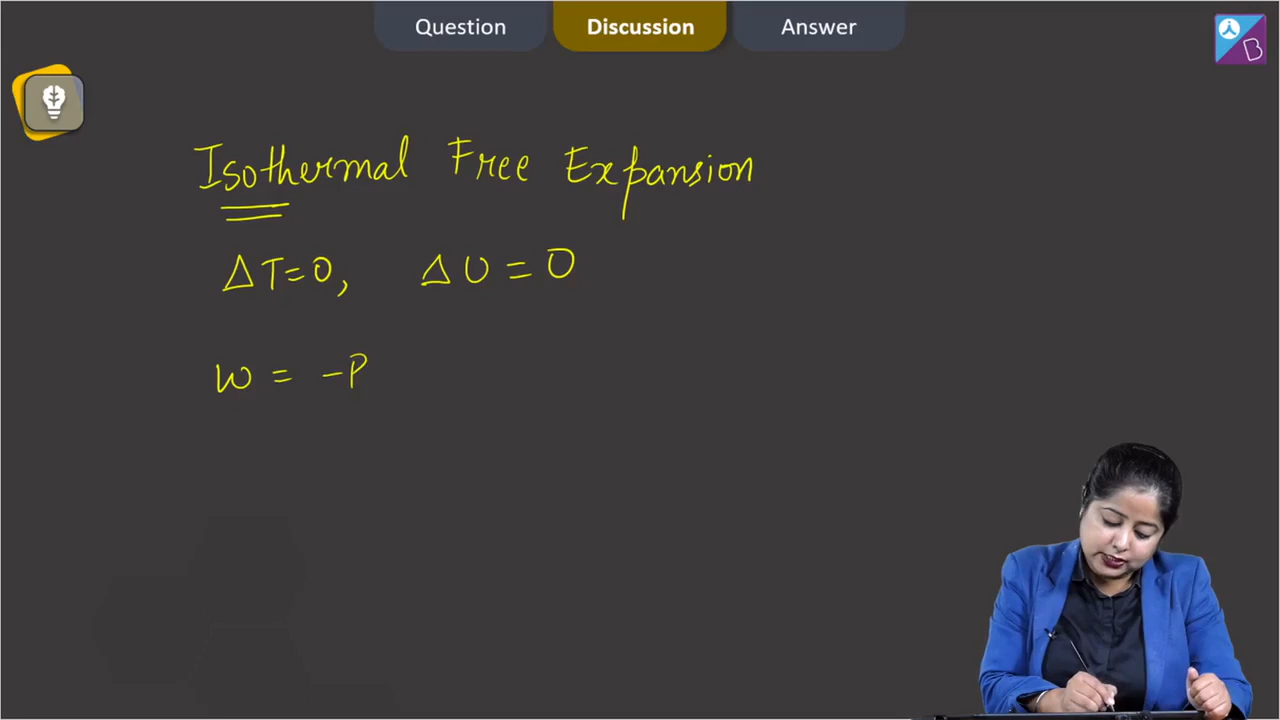 Question Discussion Answer
Isothermal Free Expansion
ΔT=0, ΔU=0
W = -P